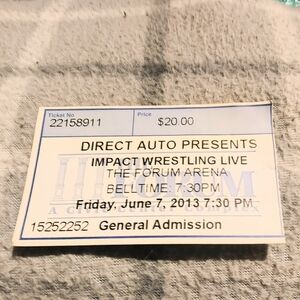 Ticket No Price
22158911 $20.00
DIRECT AUTO PRESENTS
IMPACT WRESTLING LIVE
THE FORUM ARENA
BELLTIME: 7:30PM
Friday, June 7, 2013 7:30 PM
15252252 General Admission